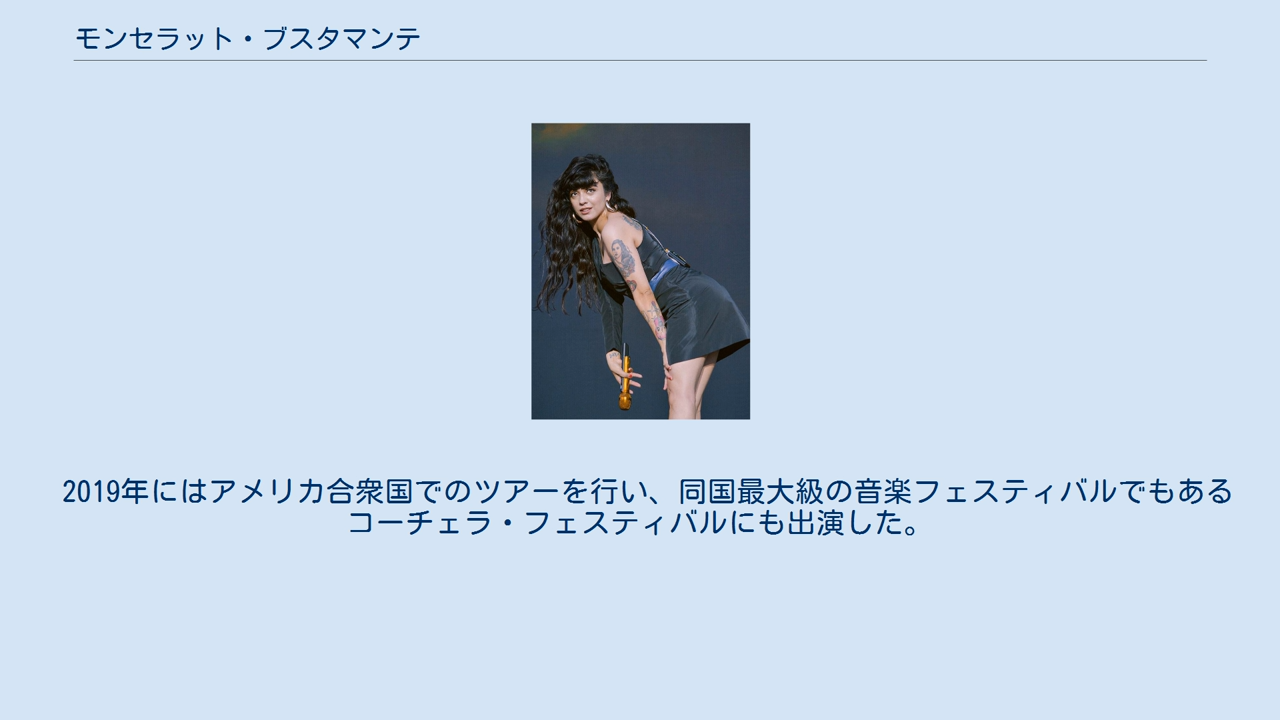 モンセラット・ブスタマンテ
2019年にはアメリカ合衆国でのツアーを行い、同国最大級の音楽フェスティバルでもある
コーチェラ・フェスティバルにも出演した。